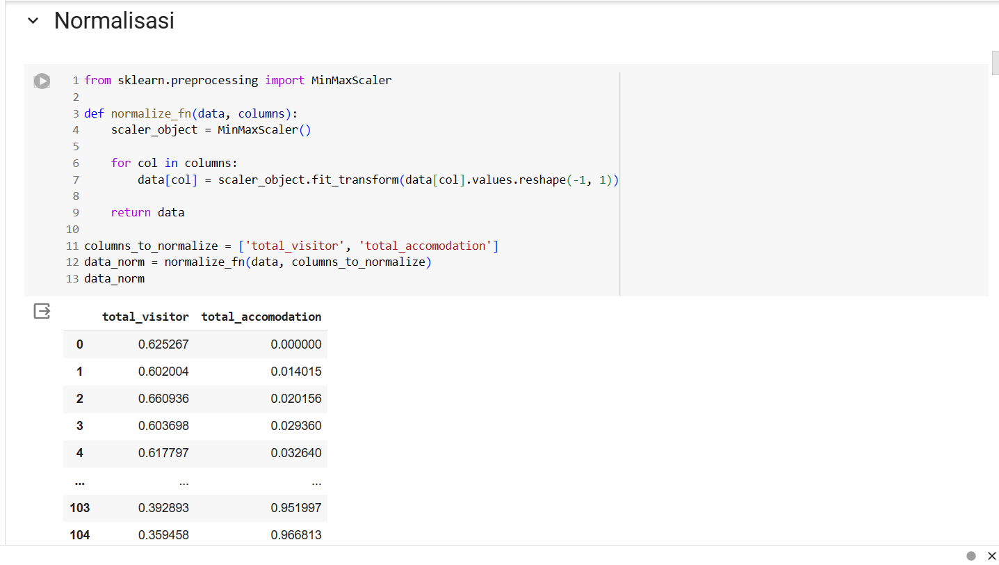 Normalisasi
1 from sklearn.preprocessing import MinMaxScaler
2
3 def normalize_fn(data, columns):
4     scaler_object = MinMaxScaler()
5
6     for col in columns:
7         data[col] = scaler_object.fit_transform(data[col].values.reshape(-1, 1))
8
9     return data
10
11 columns_to_normalize = ['total_visitor', 'total_accomodation']
12 data_norm = normalize_fn(data, columns_to_normalize)
13 data_norm
total_visitor total_accomodation
0 0.625267 0.000000
1 0.602004 0.014015
2 0.660936 0.020156
3 0.603698 0.029360
4 0.617797 0.032640
... ... ...
103 0.392893 0.951997
104 0.359458 0.966813